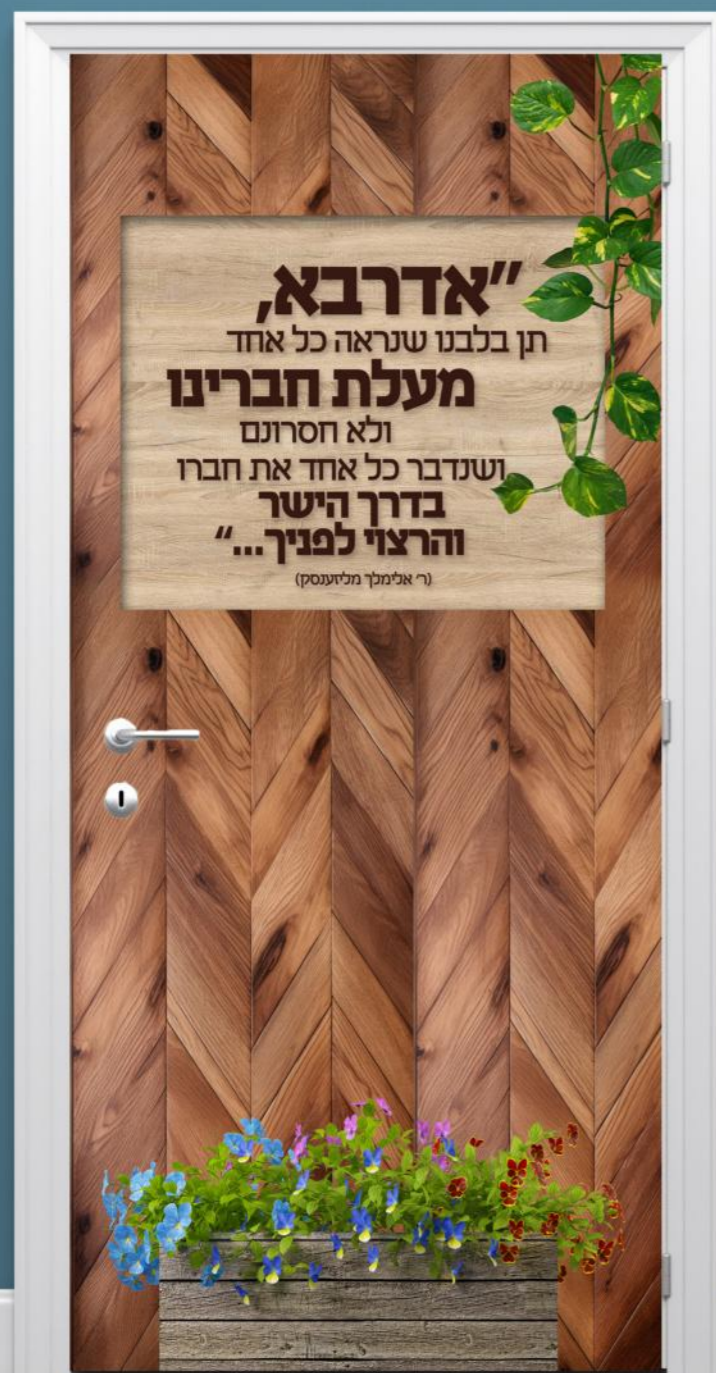 "אדרבא,
תן בלבנו שנראה כל אחד
מעלת חברינו
ולא חסרונם
ושנדבר כל אחד את חברו
בדרך הישר
והרצוי לפניך..."
(ר׳ אלימלך מליזענסק)